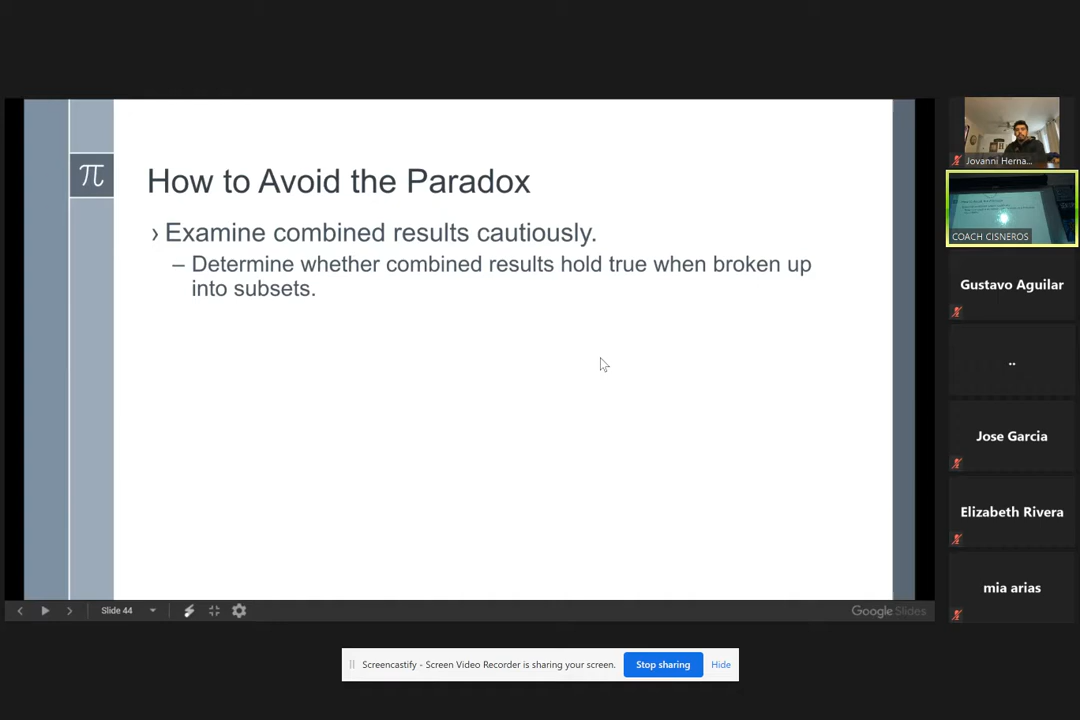 π
How to Avoid the Paradox
› Examine combined results cautiously.
– Determine whether combined results hold true when broken up
into subsets.
Slide 44
Google Slides
Screencastify - Screen Video Recorder is sharing your screen.
Stop sharing
Hide
Jovanni Herna...
COACH CISNEROS
Gustavo Aguilar
..
Jose Garcia
Elizabeth Rivera
mia arias